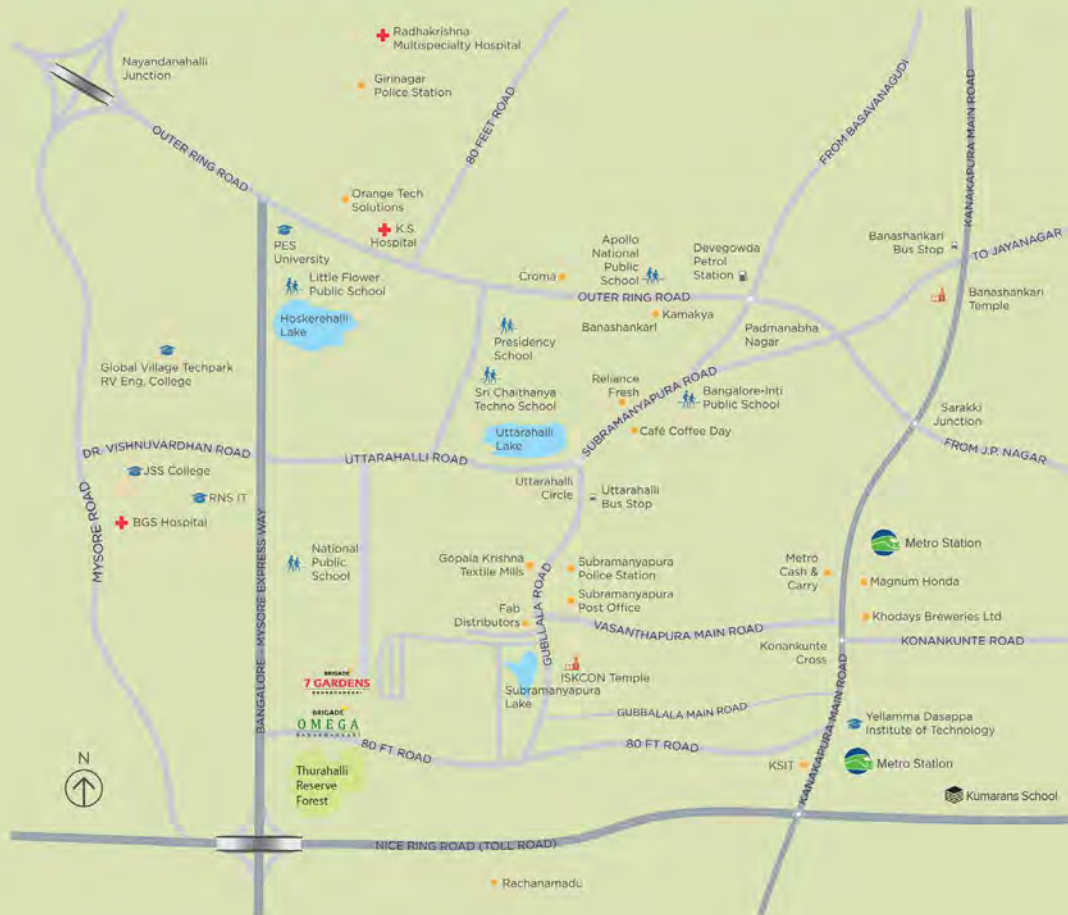 Radhakrishna
Multispecialty Hospital
Nayandanahalli
Junction
Girinagar
Police Station
80 FEET ROAD
FROM BASAVANAGUDI
KANAKAPURA MAIN ROAD
OUTER RING ROAD
Orange Tech
Solutions
K.S.
Hospital
PES
University
Little Flower
Public School
Hoskerehalli
Lake
Croma
Apollo
National
Public
School
Devegowda
Petrol
Station
Banashankari
Bus Stop
TO JAYANAGAR
OUTER RING ROAD
Banashankari
Temple
Kamakya
Banashankari
Padmanabha
Nagar
Presidency
School
Global Village Techpark
RV Eng. College
Sri Chaithanya
Techno School
Reliance
Fresh
SUBRAMANYAPURA ROAD
Bangalore-Inti
Public School
Café Coffee Day
Sarakki
Junction
FROM J.P. NAGAR
Uttarahalli
Lake
DR. VISHNUVARDHAN ROAD
UTTARAHALLI ROAD
JSS College
RNS IT
BGS Hospital
Uttarahalli
Circle
Uttarahalli
Bus Stop
MYSORE ROAD
BANGALORE - MYSORE EXPRESS WAY
National
Public
School
Gopala Krishna
Textile Mills
Subramanyapura
Police Station
Subramanyapura
Post Office
Fab
Distributors
GUBLLALA ROAD
VASANTHAPURA MAIN ROAD
Metro Station
Metro
Cash &
Carry
Magnum Honda
Khodays Breweries Ltd
Konankunte
Cross
KONANKUNTE ROAD
BRIGADE
7 GARDENS
BANASHANKARI
BRIGADE
OMEGA
BANASHANKARI
ISKCON Temple
Subramanyapura
Lake
GUBBALALA MAIN ROAD
80 FT ROAD
80 FT ROAD
KANAKAPURA MAIN ROAD
Yellamma Dasappa
Institute of Technology
KSIT
Metro Station
Kumarans School
N
Thurahalli
Reserve
Forest
NICE RING ROAD (TOLL ROAD)
Rachanamadu